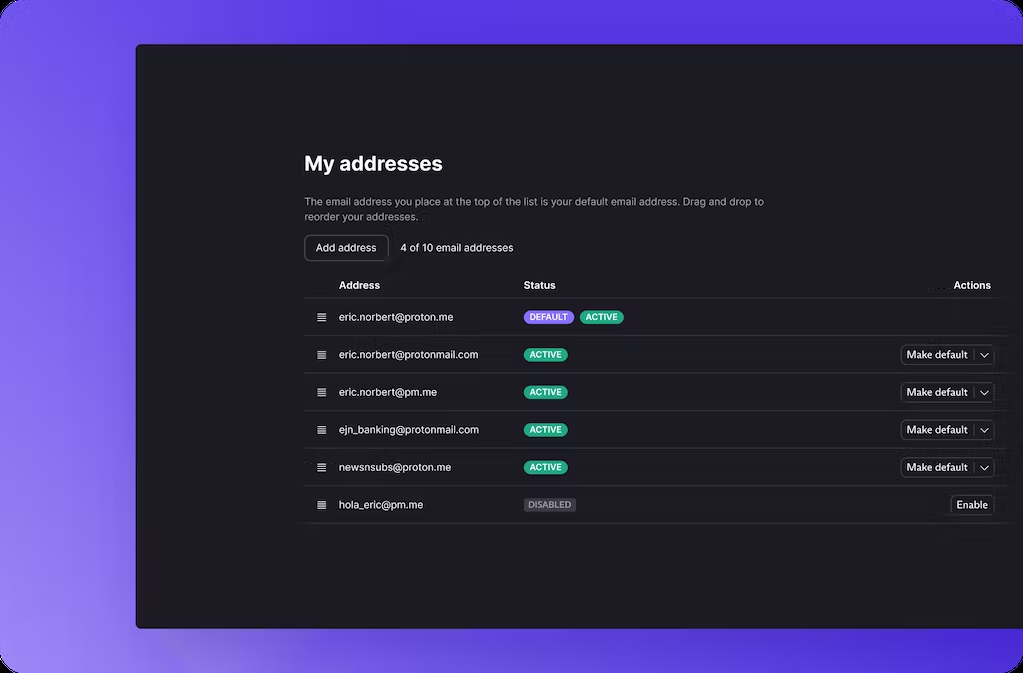 My addresses
The email address you place at the top of the list is your default email address. Drag and drop to
reorder your addresses.
Add address 4 of 10 email addresses
Address Status Actions
eric.norbert@proton.me DEFAULT ACTIVE
eric.norbert@protonmail.com ACTIVE Make default
eric.norbert@pm.me ACTIVE Make default
ejn_banking@protonmail.com ACTIVE Make default
newsnsubs@proton.me ACTIVE Make default
hola_eric@pm.me DISABLED Enable